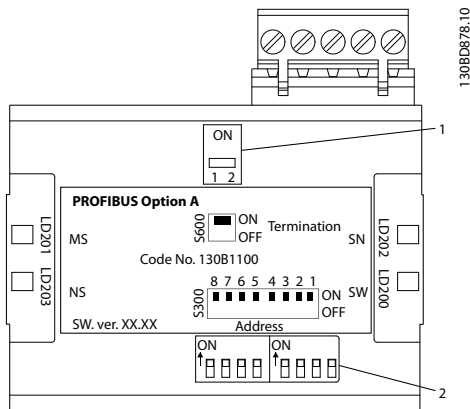 130BD878.10
1
ON
1 2
PROFIBUS Option A
LD201
MS
S600
ON
OFF
Termination
SN
LD202
Code No. 130B1100
LD203
NS
S300
8 7 6 5 4 3 2 1
ON
OFF
SW
LD200
SW. ver. XX.XX
Address
ON
ON
2